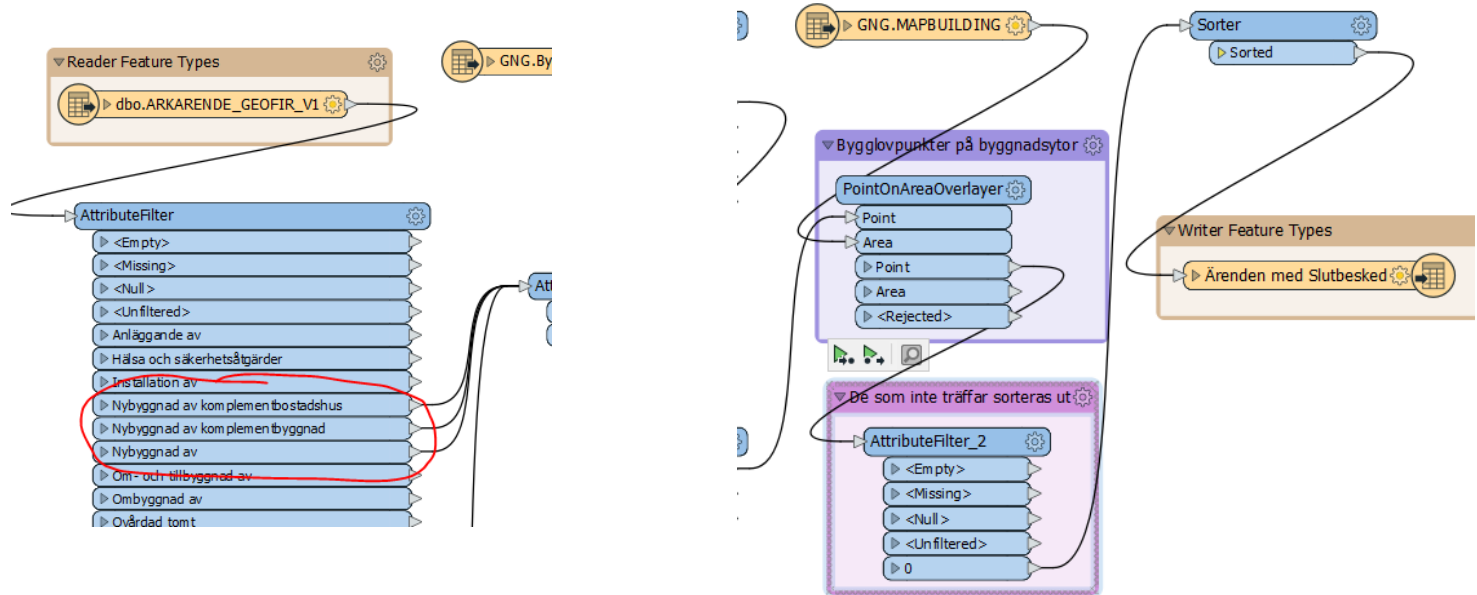 Reader Feature Types
dbo.ARKARENDE_GEOFIR_V1
GNG.By
AttributeFilter
<Empty>
<Missing>
<Null>
<Unfiltered>
Anläggande av
Hälsa och säkerhetsåtgärder
Installation av
Nybyggnad av komplementbostadshus
Nybyggnad av komplementbyggnad
Nybyggnad av
Om- och tillbyggnad av
Ombyggnad av
Ovårdad tomt
Att
GNG.MAPBUILDING
Bygglovpunkter på byggnadsytor
PointOnAreaOverlayer
Point
Area
Point
Area
<Rejected>
De som inte träffar sorteras ut
AttributeFilter_2
<Empty>
<Missing>
<Null>
<Unfiltered>
0
Sorter
Sorted
Writer Feature Types
Ärenden med Slutbesked